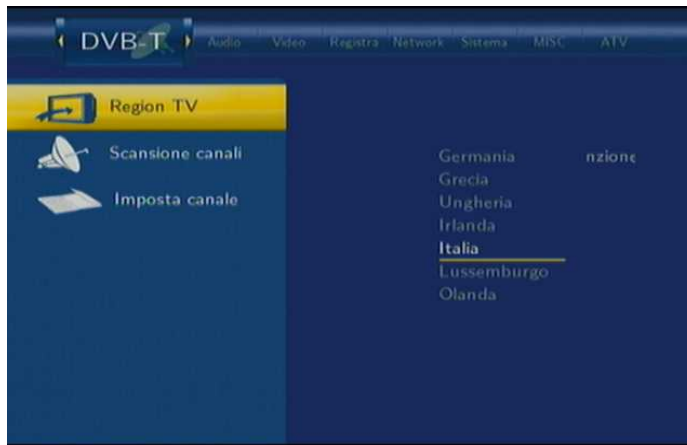 DVB-T Audio Video Registra Network Sistema MISC ATV
Region TV
Scansione canali
Imposta canale
Germania nzione
Grecia
Ungheria
Irlanda
Italia
Lussemburgo
Olanda